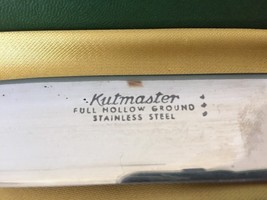 Kutmaster
FULL HOLLOW GROUND
STAINLESS STEEL